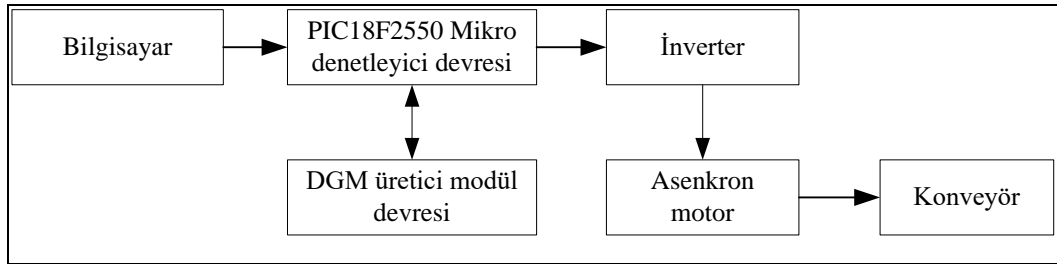 Bilgisayar
PIC18F2550 Mikro
denetleyici devresi
İnverter
DGM üretici modül
devresi
Asenkron
motor
Konveyör